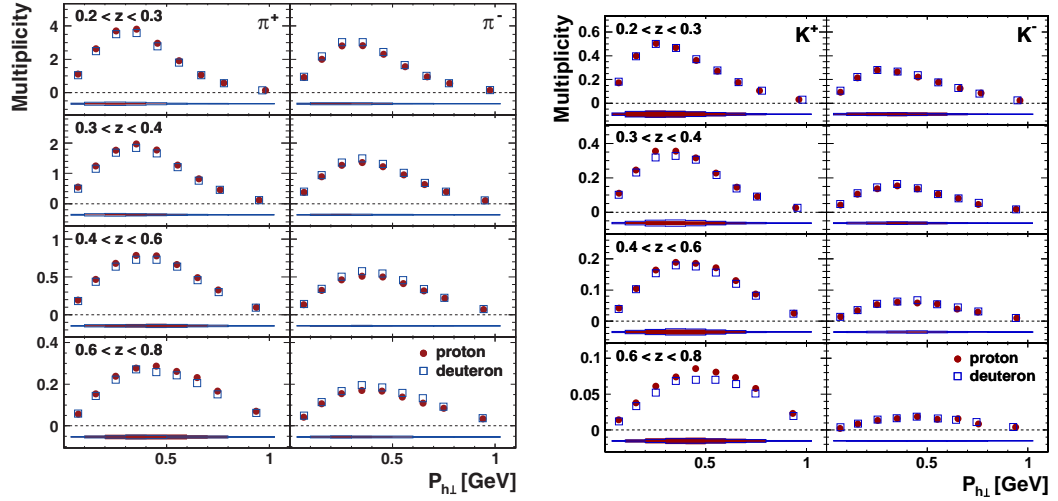 Multiplicity
0.2 < z < 0.3
π+
π-
4
2
0
0.3 < z < 0.4
2
1
0
0.4 < z < 0.6
1
0.5
0
0.6 < z < 0.8
proton
deuteron
0.4
0.2
0
0.5 1 0.5 1
P_h⊥ [GeV]
Multiplicity
0.2 < z < 0.3
K+
K-
0.6
0.4
0.2
0
0.3 < z < 0.4
0.4
0.2
0
0.4 < z < 0.6
0.2
0.1
0
0.6 < z < 0.8
proton
deuteron
0.1
0.05
0
0.5 1 0.5 1
P_h⊥ [GeV]